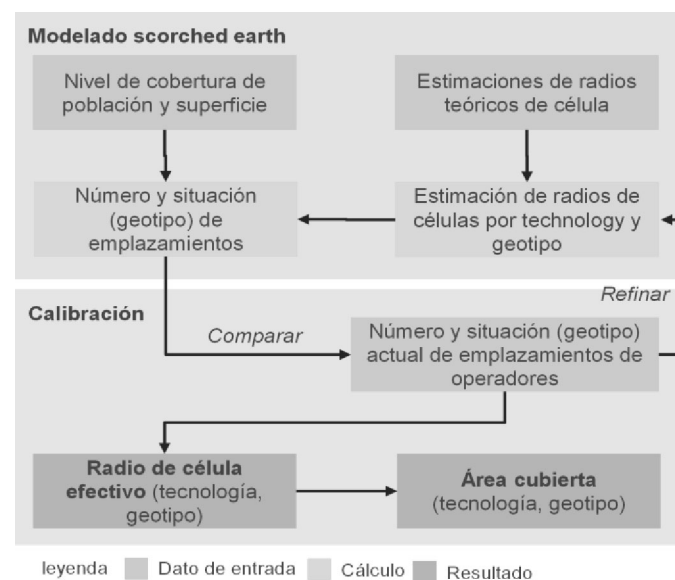 Modelado scorched earth
Nivel de cobertura de
población y superficie
Estimaciones de radios
teóricos de célula
Número y situación
(geotipo) de
emplazamientos
Estimación de radios de
células por technology y
geotipo
Refinar
Calibración
Comparar
Número y situación (geotipo)
actual de emplazamientos de
operadores
Radio de célula
efectivo (tecnología,
geotipo)
Área cubierta
(tecnología, geotipo)
leyenda Dato de entrada Cálculo Resultado